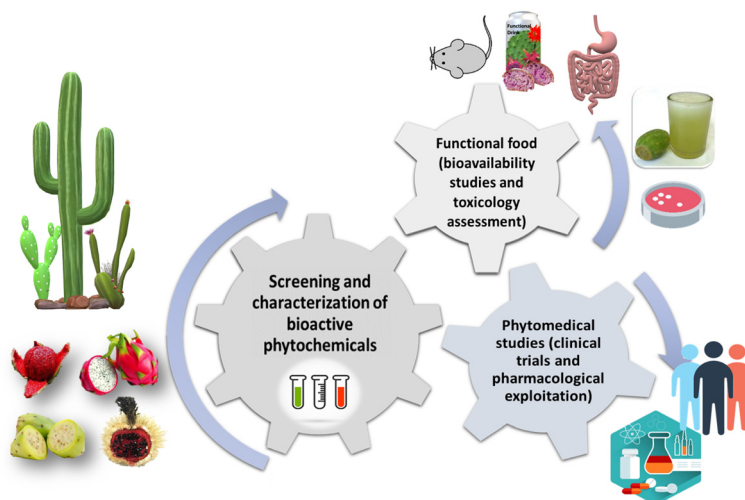 Functional
Drink
Functional food
(bioavailability
studies and
toxicology
assessment)
Screening and
characterization of
bioactive
phytochemicals
Phytomedical
studies (clinical
trials and
pharmacological
exploitation)